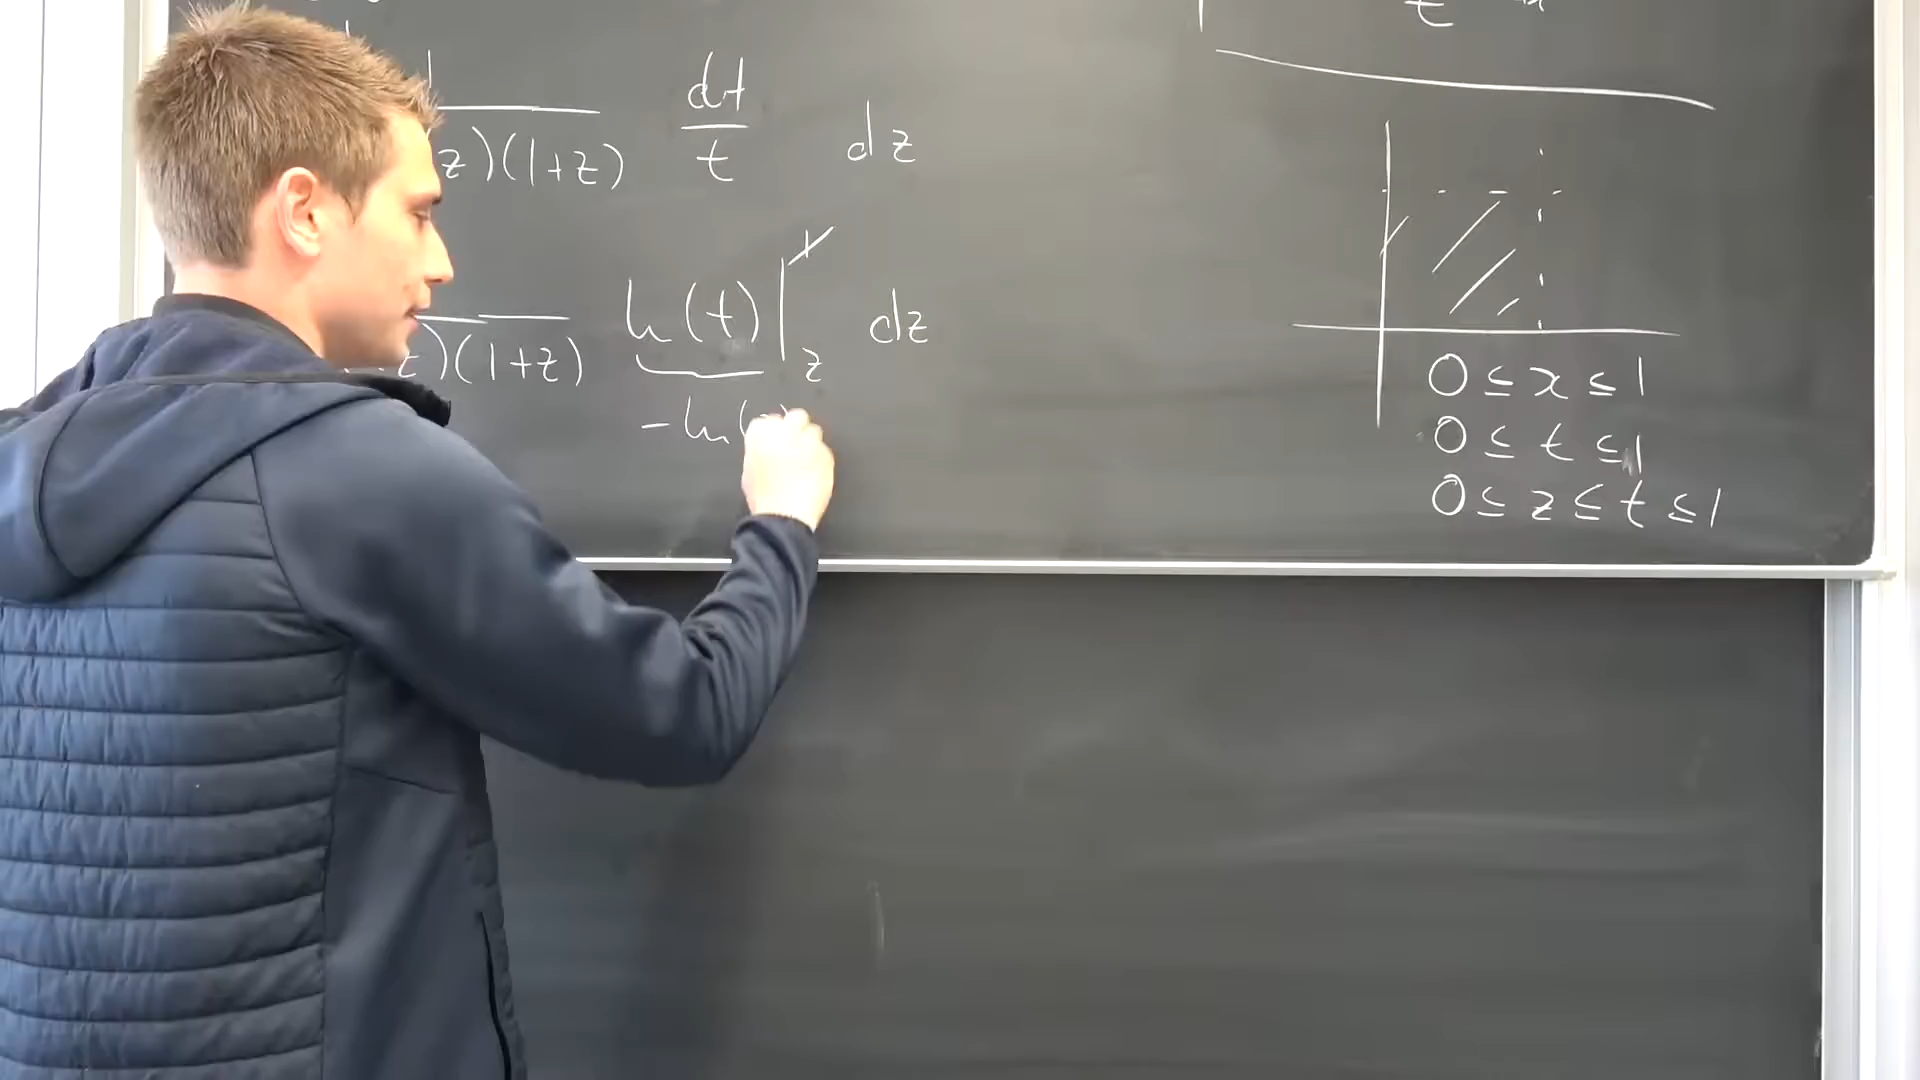 t
z)(1+z) dt/t dz
z)(1+z) ln(t) | 1 z dz
-ln(
0 ≤ x ≤ 1
0 ≤ t ≤ 1
0 ≤ z ≤ t ≤ 1